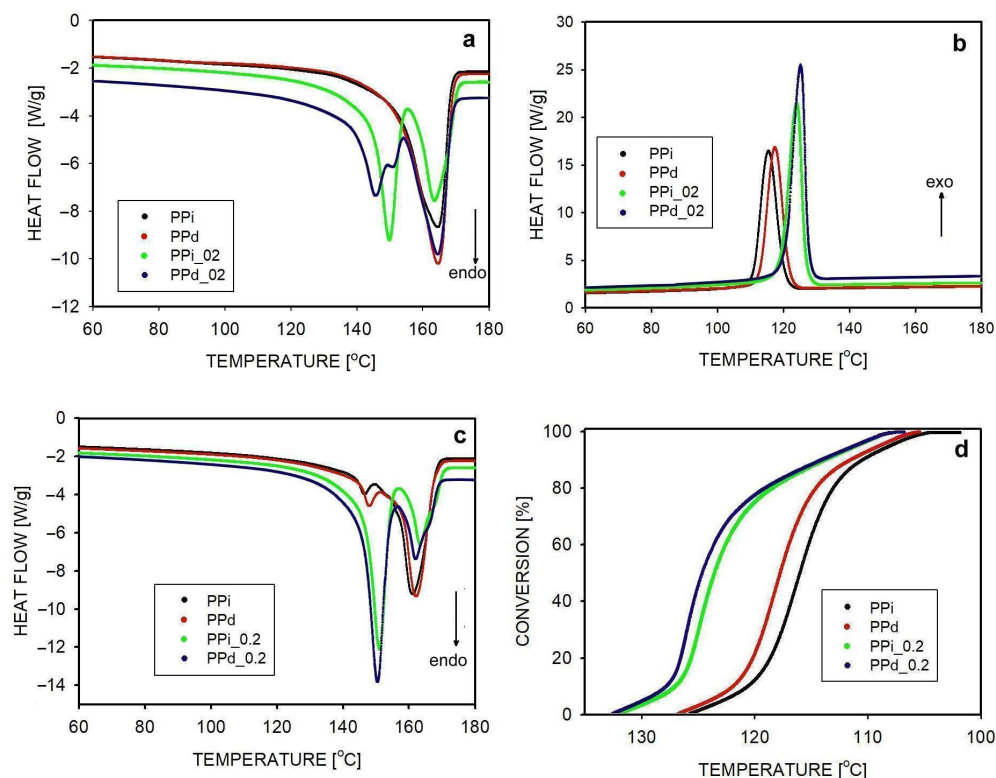 a
0
−2
−4
−6
−8
−10
−12
HEAT FLOW [W/g]
PPi
PPd
PPi_02
PPd_02
endo
60 80 100 120 140 160 180
TEMPERATURE [°C]
b
30
25
20
15
10
5
0
HEAT FLOW [W/g]
PPi
PPd
PPi_02
PPd_02
exo
60 80 100 120 140 160 180
TEMPERATURE [°C]
c
0
−2
−4
−6
−8
−10
−12
−14
HEAT FLOW [W/g]
PPi
PPd
PPi_0.2
PPd_0.2
endo
60 80 100 120 140 160 180
TEMPERATURE [°C]
d
100
80
60
40
20
0
CONVERSION [%]
PPi
PPd
PPi_0.2
PPd_0.2
130 120 110 100
TEMPERATURE [°C]